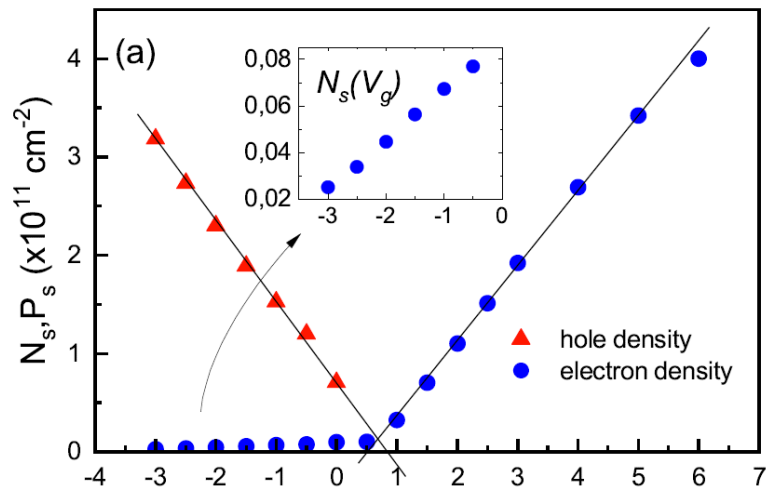 (a)
N_s,P_s (x10^11 cm^-2)
4
3
2
1
0
-4 -3 -2 -1 0 1 2 3 4 5 6 7
N_s(V_g)
0,08
0,06
0,04
0,02
-3 -2 -1 0
hole density
electron density